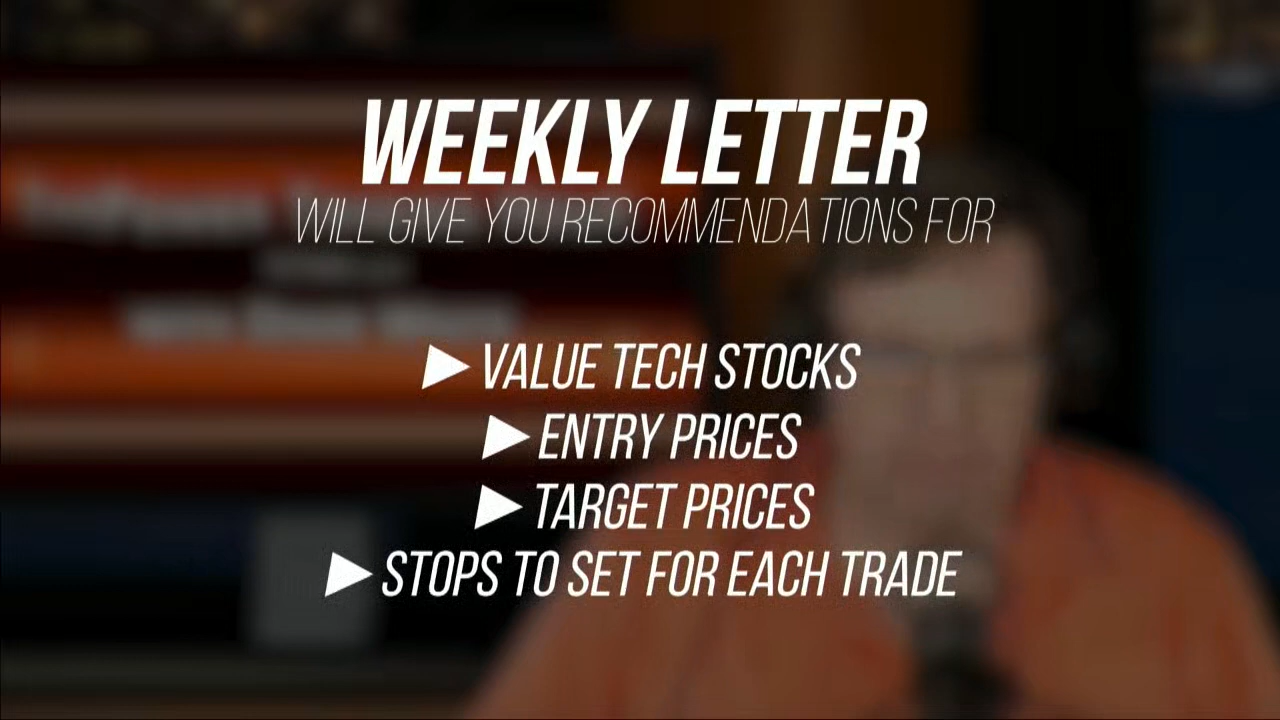 WEEKLY LETTER
WILL GIVE YOU RECOMMENDATIONS FOR
▶ VALUE TECH STOCKS
▶ ENTRY PRICES
▶ TARGET PRICES
▶ STOPS TO SET FOR EACH TRADE